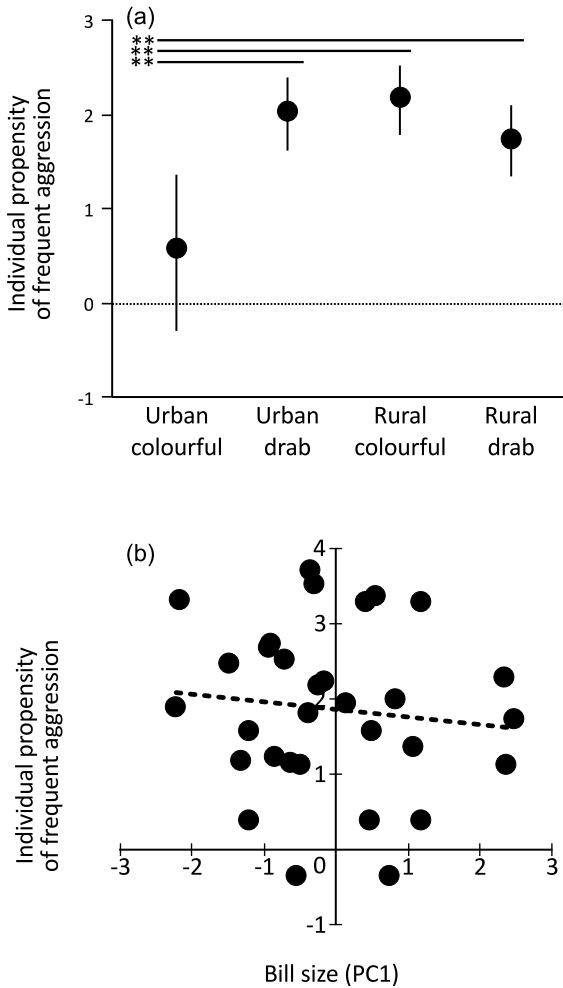 (a)
3
**
**
**
2
1
0
-1
Individual propensity
of frequent aggression
Urban
colourful
Urban
drab
Rural
colourful
Rural
drab
(b)
4
3
2
1
0
-1
-3
-2
-1
1
2
3
Individual propensity
of frequent aggression
Bill size (PC1)